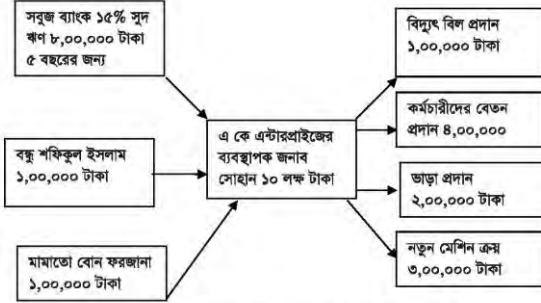 সবুজ ব্যাংক ১৫% সুদ
ঋণ ৮,০০,০০০ টাকা
৫ বছরের জন্য
বন্ধু শফিকুল ইসলাম
১,০০,০০০ টাকা
মামাতো বোন ফরজানা
১,০০,০০০ টাকা
এ কে এন্টারপ্রাইজের
ব্যবস্থাপক জনাব
সোহান ১০ লক্ষ টাকা
বিদ্যুৎ বিল প্রদান
১,০০,০০০ টাকা
কর্মচারীদের বেতন
প্রদান ৪,০০,০০০
ভাড়া প্রদান
২,০০,০০০ টাকা
নতুন মেশিন ক্রয়
৩,০০,০০০ টাকা